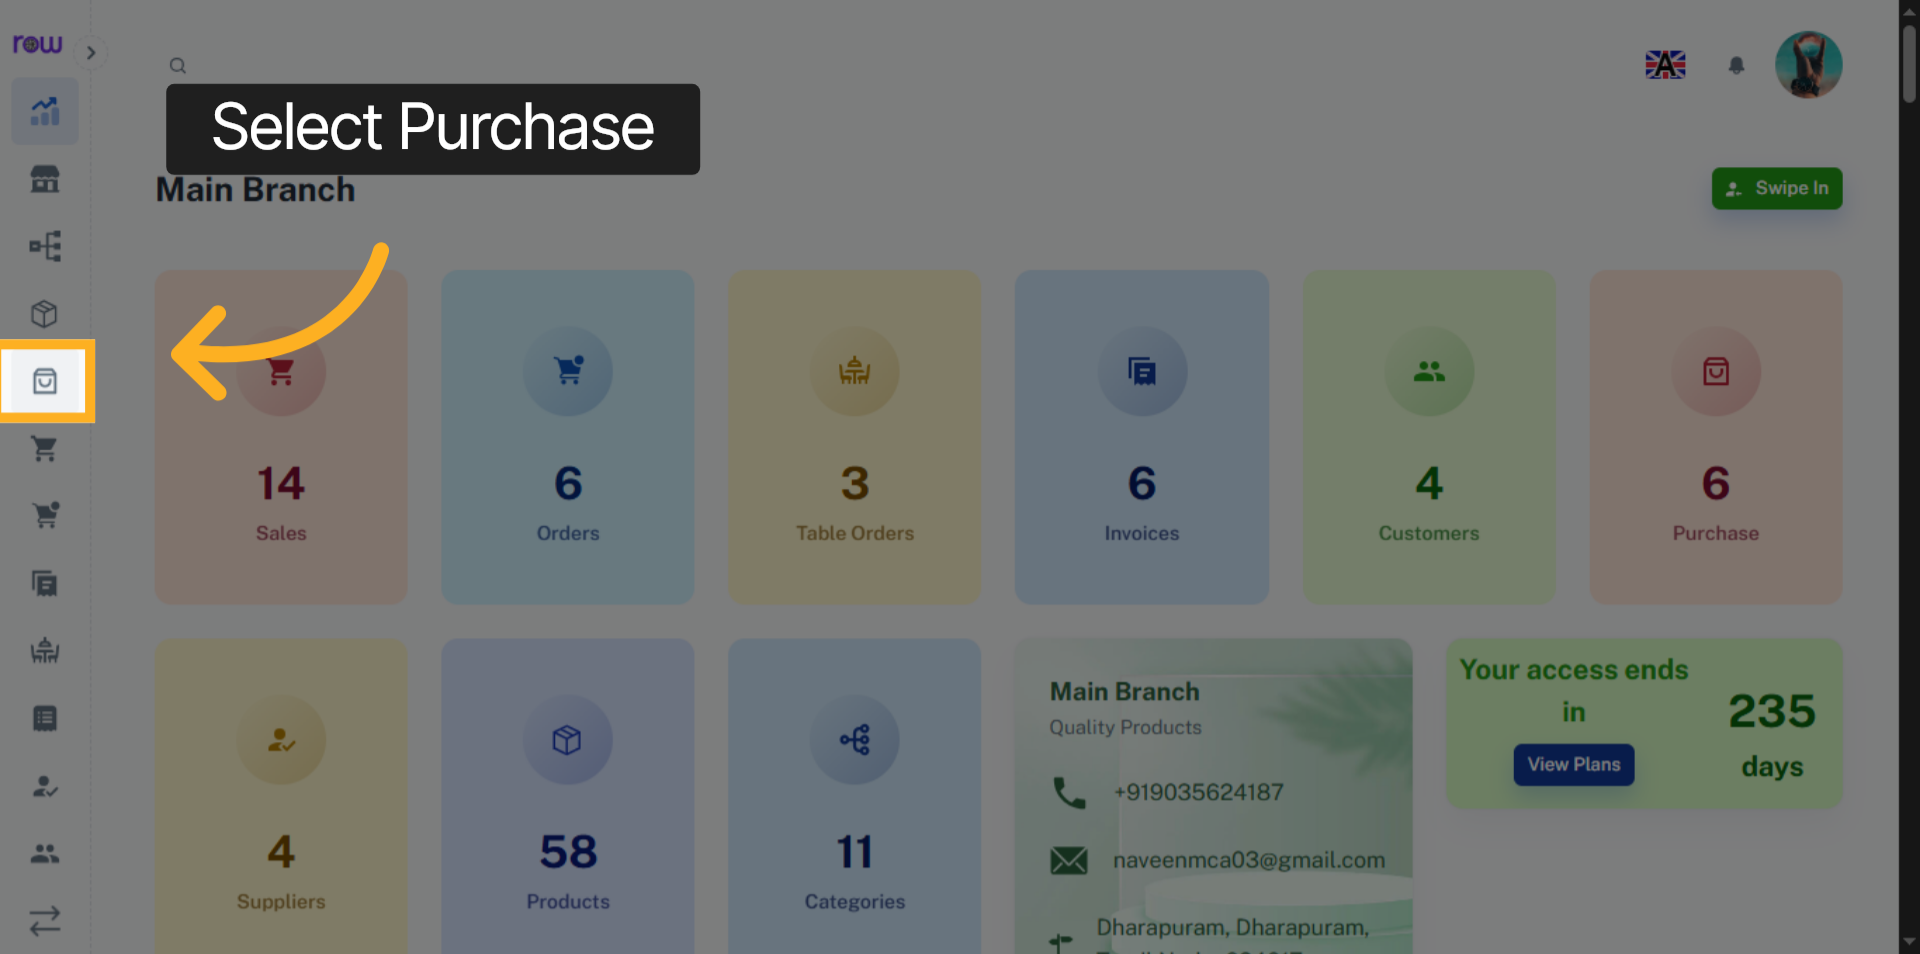 row
Select Purchase
A
Main Branch
Swipe In
14
Sales
6
Orders
3
Table Orders
6
Invoices
4
Customers
6
Purchase
4
Suppliers
58
Products
11
Categories
Main Branch
Quality Products
+919035624187
naveenmca03@gmail.com
Dharapuram, Dharapuram,
Your access ends
in
235
days
View Plans